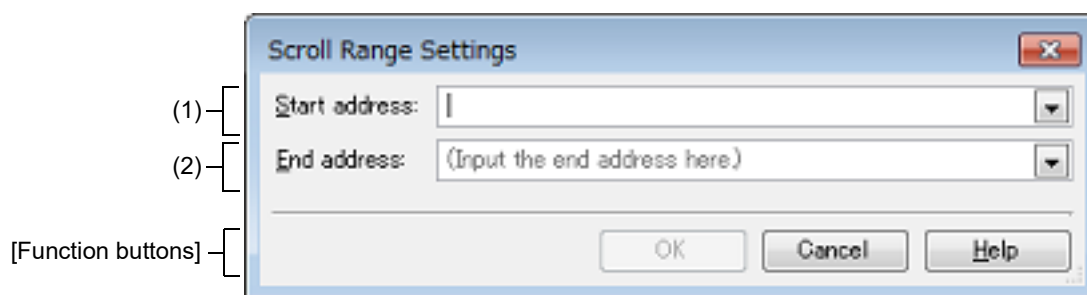 Scroll Range Settings
(1) Start address:
(2) End address: (Input the end address here.)
[Function buttons] OK Cancel Help